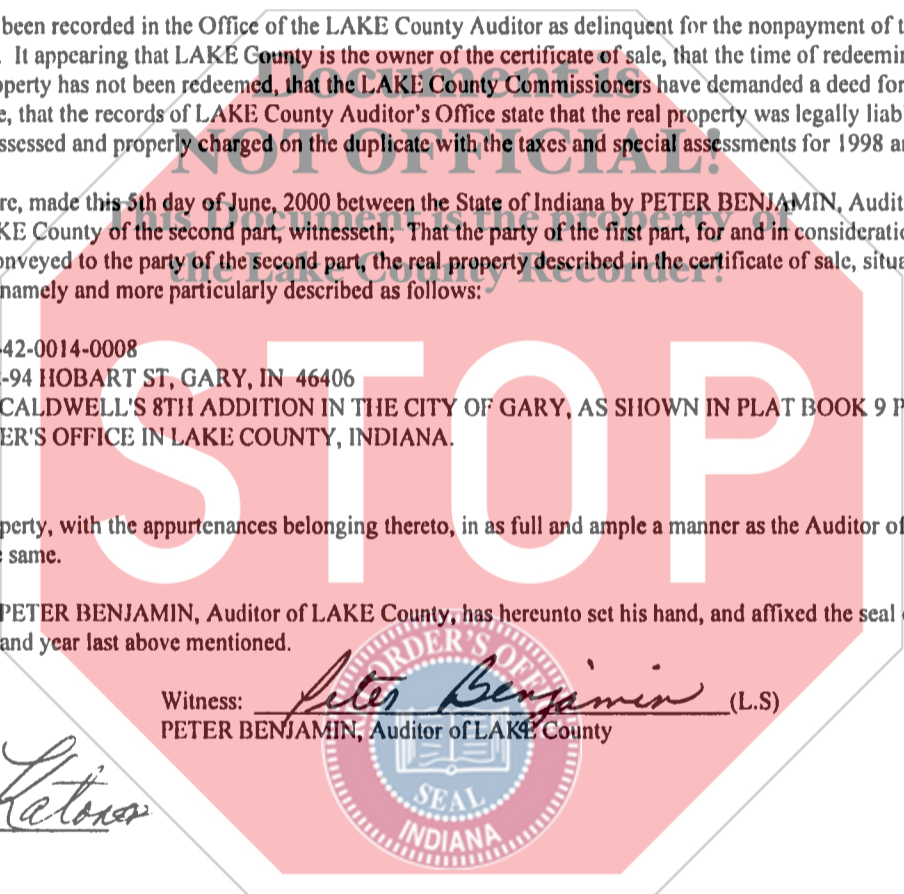 been recorded in the Office of the LAKE County Auditor as delinquent for the nonpayment of t
. It appearing that LAKE County is the owner of the certificate of sale, that the time of redeemin
operty has not been redeemed, that the LAKE County Commissioners have demanded a deed for
e, that the records of LAKE County Auditor's Office state that the real property was legally liab
ssessed and properly charged on the duplicate with the taxes and special assessments for 1998 an
Document is
NOT OFFICIAL!
This Document is the property of
the Lake County Recorder!
re, made this 5th day of June, 2000 between the State of Indiana by PETER BENJAMIN, Audit
KE County of the second part, witnesseth; That the party of the first part, for and in consideratio
onveyed to the party of the second part, the real property described in the certificate of sale, situa
namely and more particularly described as follows:
-42-0014-0008
-94 HOBART ST, GARY, IN 46406
CALDWELL'S 8TH ADDITION IN THE CITY OF GARY, AS SHOWN IN PLAT BOOK 9 P
ER'S OFFICE IN LAKE COUNTY, INDIANA.
STOP
perty, with the appurtenances belonging thereto, in as full and ample a manner as the Auditor of
e same.
PETER BENJAMIN, Auditor of LAKE County, has hereunto set his hand, and affixed the seal
and year last above mentioned.
Witness: Peter Benjamin (L.S)
PETER BENJAMIN, Auditor of LAKE County
Katona
SEAL
INDIANA